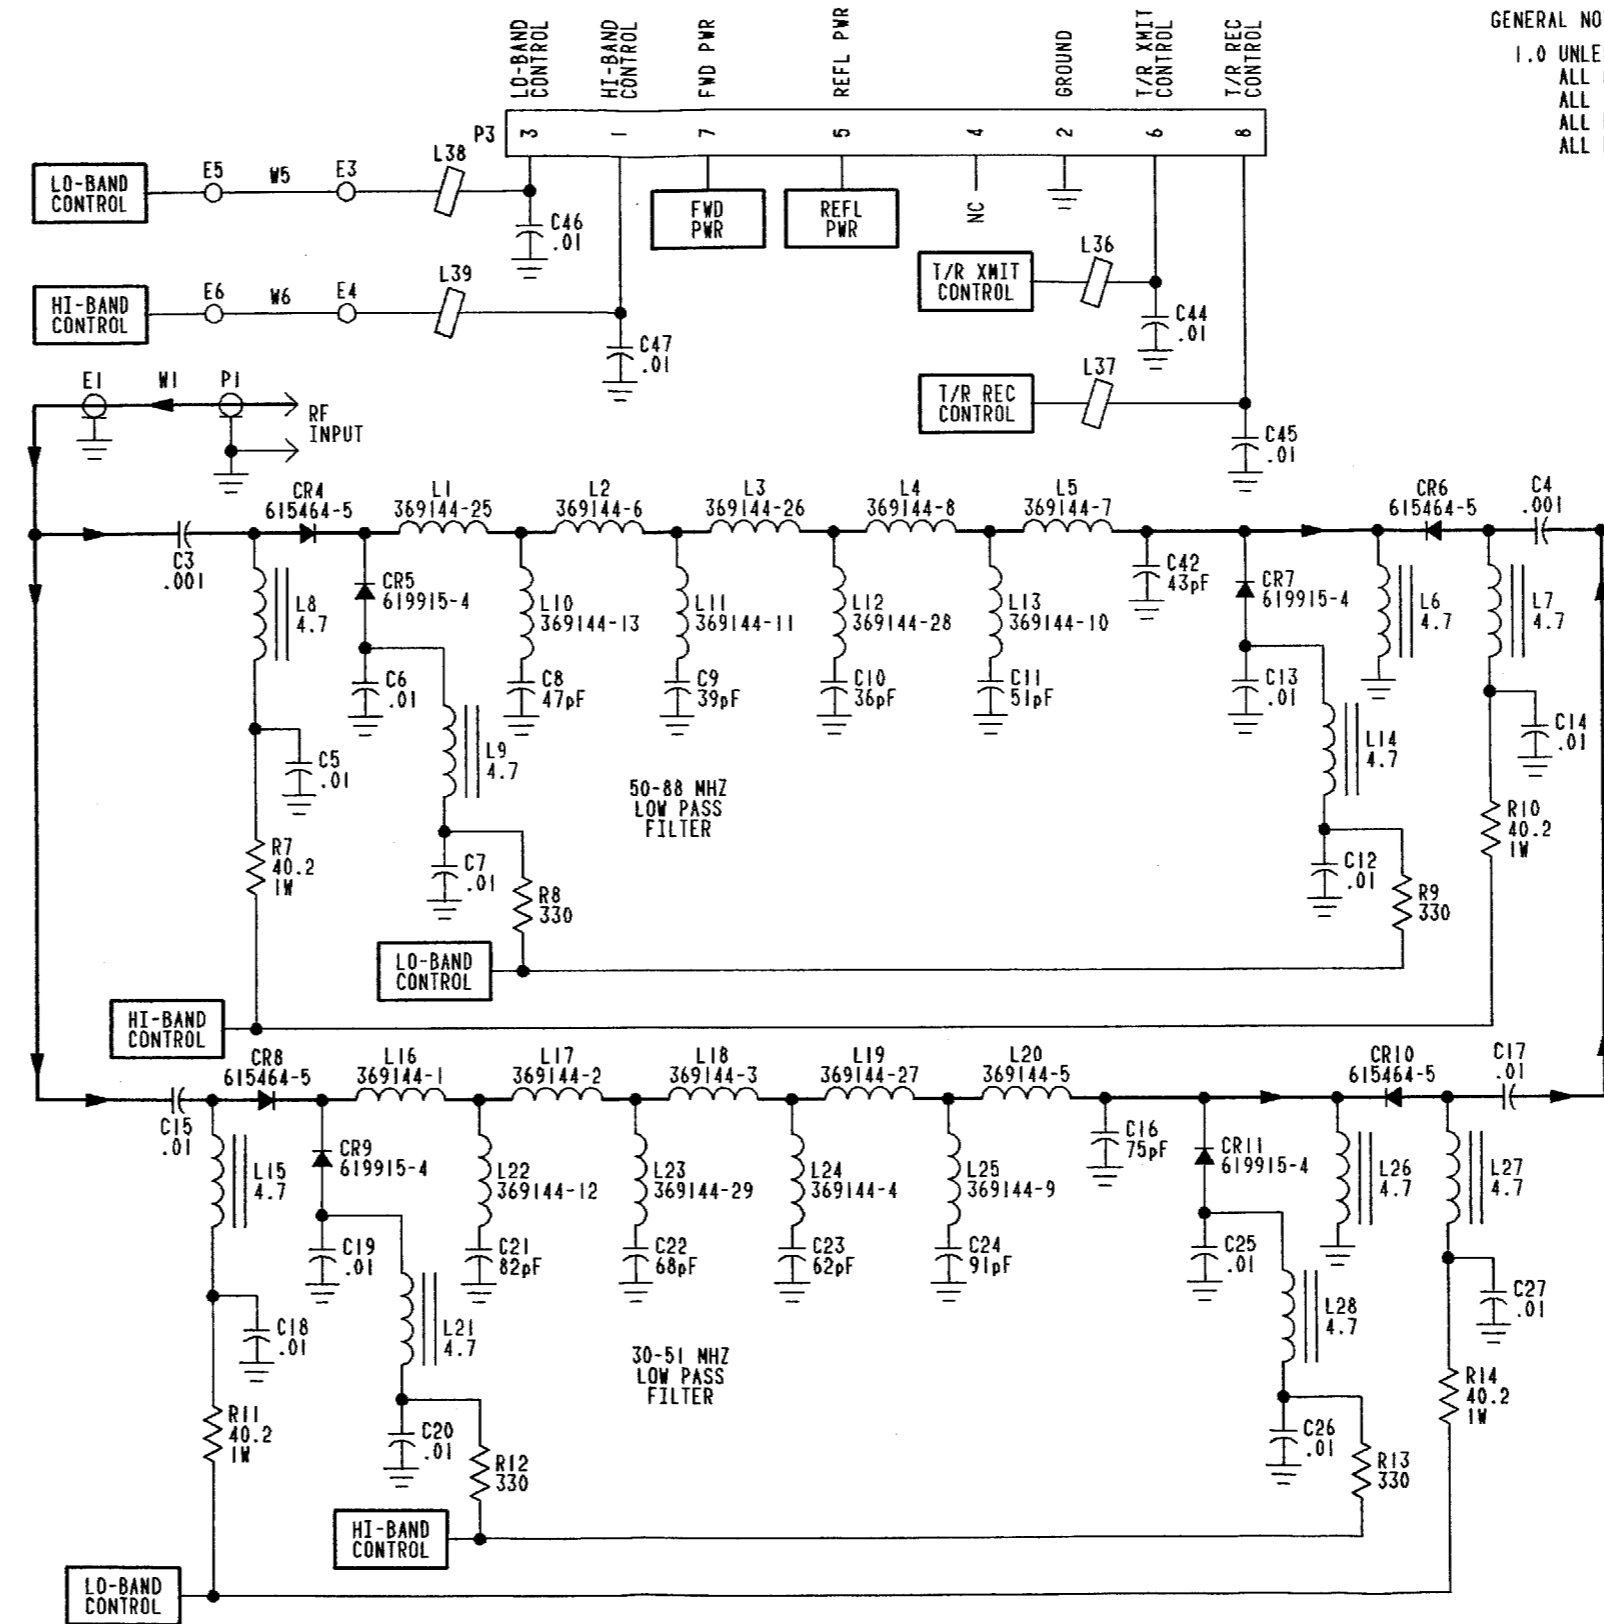 GENERAL NO
1.0 UNLE
ALL
ALL
ALL
ALL
LO-BAND
CONTROL
HI-BAND
CONTROL
FWD PWR
REFL PWR
GROUND
T/R XMIT
CONTROL
T/R REC
CONTROL
P3
3
1
7
5
4
2
6
8
LO-BAND
CONTROL
E5
W5
E3
L38
C46
.01
FWD
PWR
REFL
PWR
NC
HI-BAND
CONTROL
E6
W6
E4
L39
C47
.01
T/R XMIT
CONTROL
L36
C44
.01
T/R REC
CONTROL
L37
C45
.01
E1
W1
P1
RF
INPUT
C3
.001
CR4
615464-5
L1
369144-25
L2
369144-6
L3
369144-26
L4
369144-8
L5
369144-7
CR6
615464-5
C4
.001
L8
4.7
CR5
619915-4
L10
369144-13
L11
369144-11
L12
369144-28
L13
369144-10
C42
43pF
CR7
619915-4
L6
4.7
L7
4.7
C6
.01
C8
47pF
C9
39pF
C10
36pF
C11
51pF
C13
.01
C5
.01
L9
4.7
L14
4.7
C14
.01
50-88 MHZ
LOW PASS
FILTER
R7
40.2
1W
C7
.01
R8
330
C12
.01
R9
330
R10
40.2
1W
LO-BAND
CONTROL
HI-BAND
CONTROL
C15
.01
CR8
615464-5
L16
369144-1
L17
369144-2
L18
369144-3
L19
369144-27
L20
369144-5
CR10
615464-5
C17
.01
L15
4.7
CR9
619915-4
L22
369144-12
L23
369144-29
L24
369144-4
L25
369144-9
C16
75pF
CR11
619915-4
L26
4.7
L27
4.7
C19
.01
C21
82pF
C22
68pF
C23
62pF
C24
91pF
C25
.01
C18
.01
L21
4.7
L28
4.7
C27
.01
30-51 MHZ
LOW PASS
FILTER
R11
40.2
1W
C20
.01
R12
330
C26
.01
R13
330
R14
40.2
1W
HI-BAND
CONTROL
LO-BAND
CONTROL